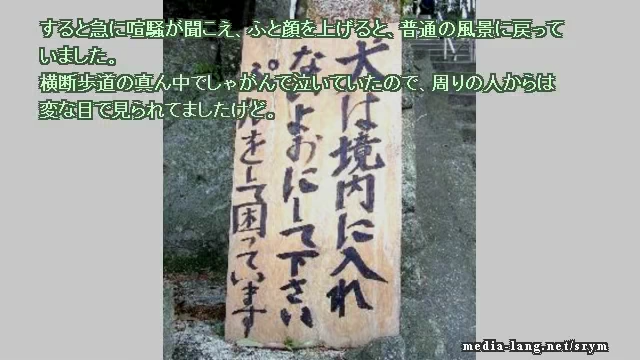 すると急に喧騒が聞こえ、ふと顔を上げると、普通の風景に戻って
いました。
横断歩道の真ん中でしゃがんで泣いていたので、周りの人からは
変な目で見られてましたけど。
犬は境内に入れ
ないよおにして下さい
をして困っています
media-lang.net/srym